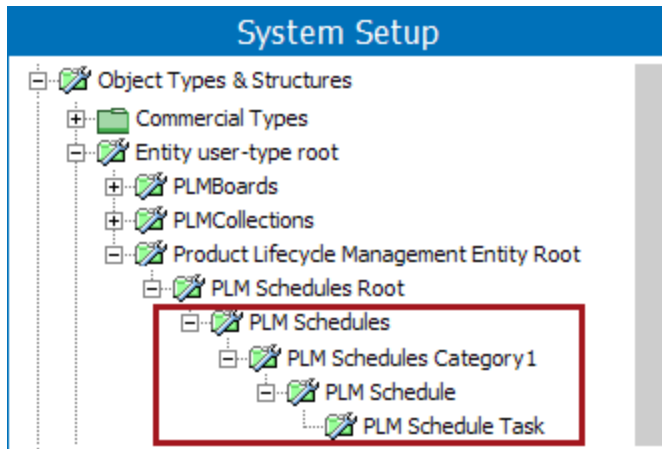 System Setup
Object Types & Structures
Commercial Types
Entity user-type root
PLMBoards
PLMCollections
Product Lifecycle Management Entity Root
PLM Schedules Root
PLM Schedules
PLM Schedules Category1
PLM Schedule
PLM Schedule Task